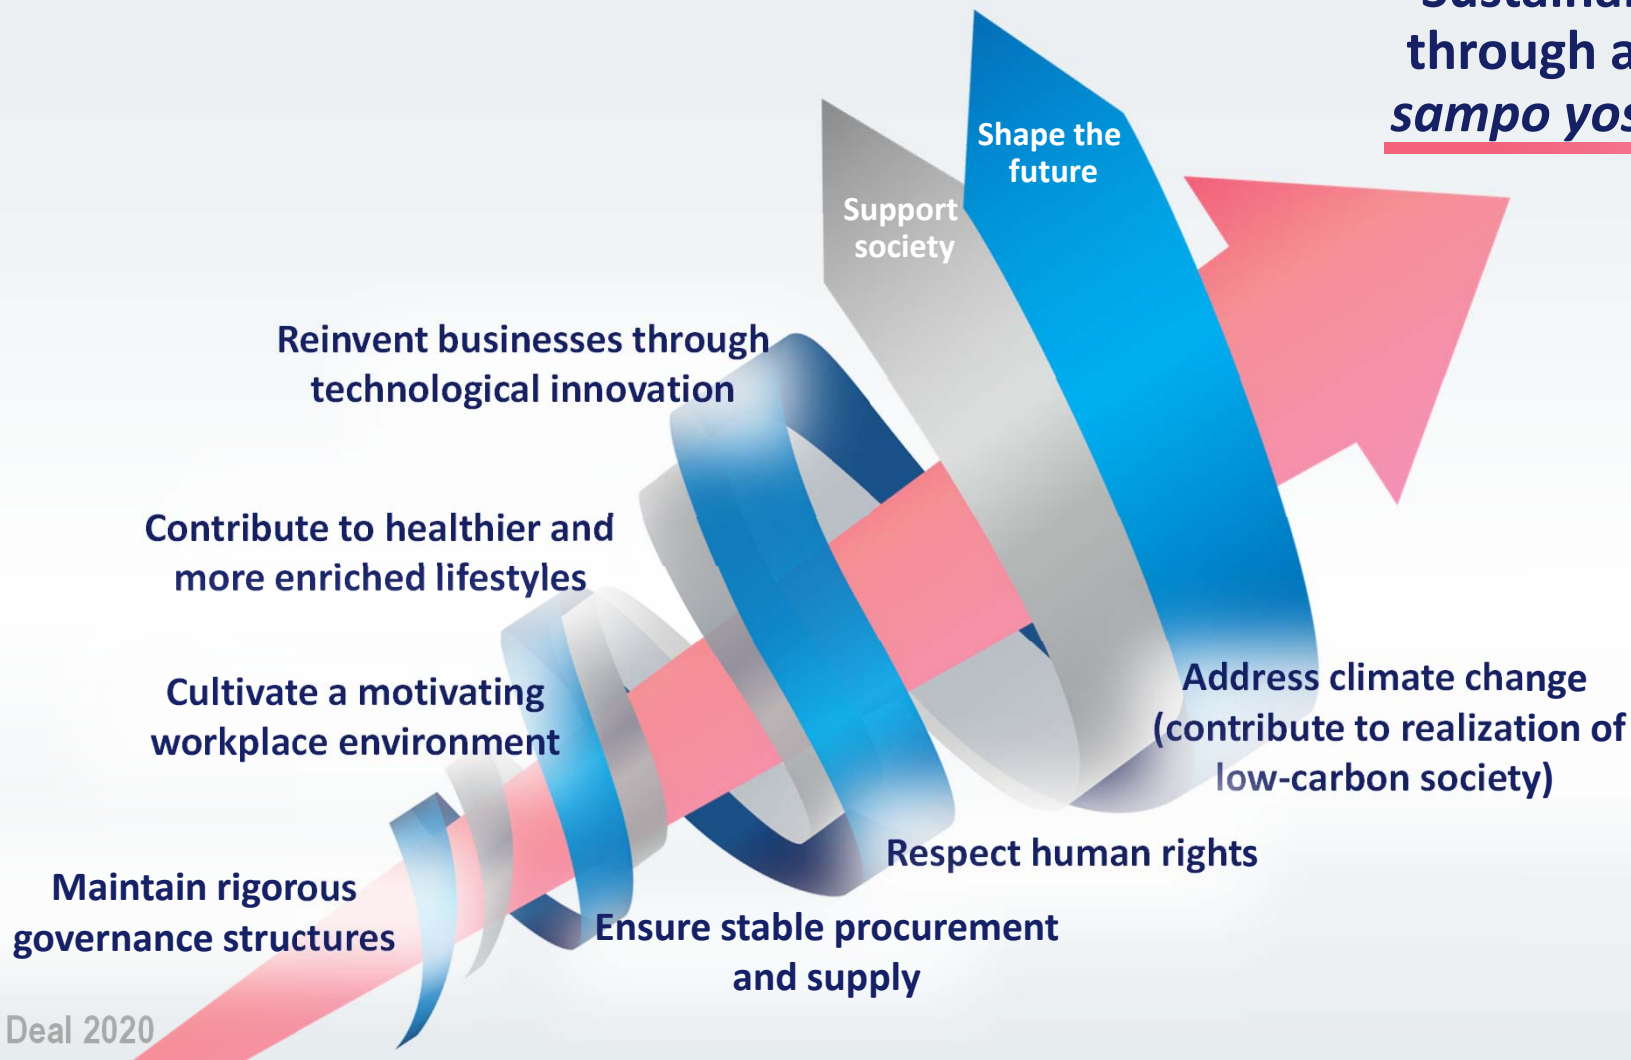 through a
sampo
Shape the
future
Support
society
Reinvent businesses through
technological innovation
Contribute to healthier and
more enriched lifestyles
Cultivate a motivating
workplace environment
Address climate change
(contribute to realization of
low-carbon society)
Maintain rigorous
governance structures
Respect human rights
Ensure stable procurement
and supply
Deal 2020